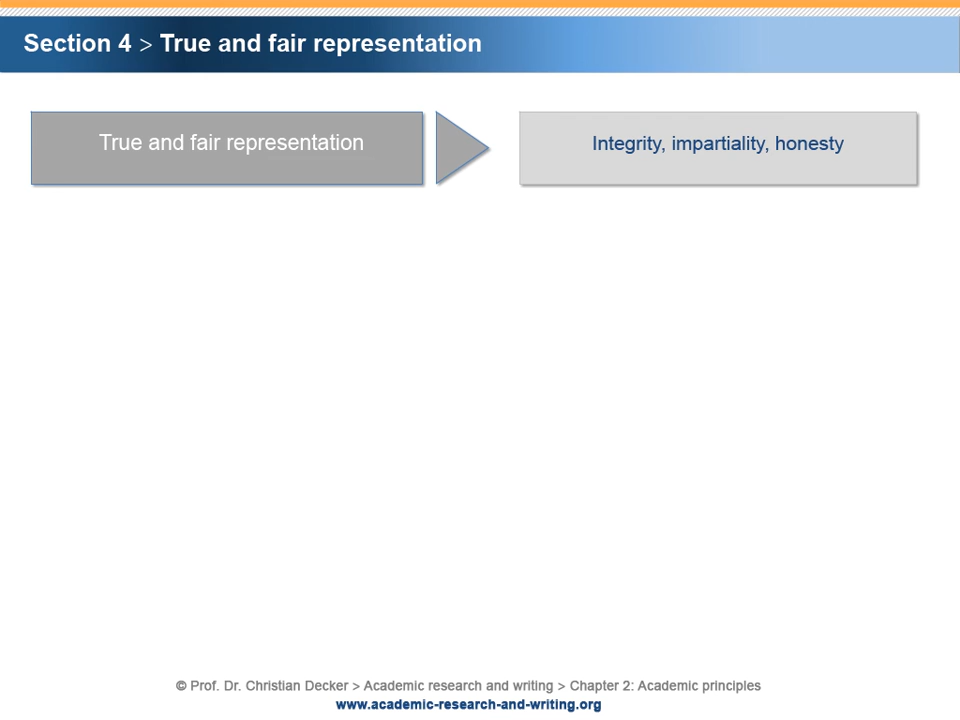 Section 4 > True and fair representation
True and fair representation
Integrity, impartiality, honesty
© Prof. Dr. Christian Decker > Academic research and writing > Chapter 2: Academic principles
www.academic-research-and-writing.org